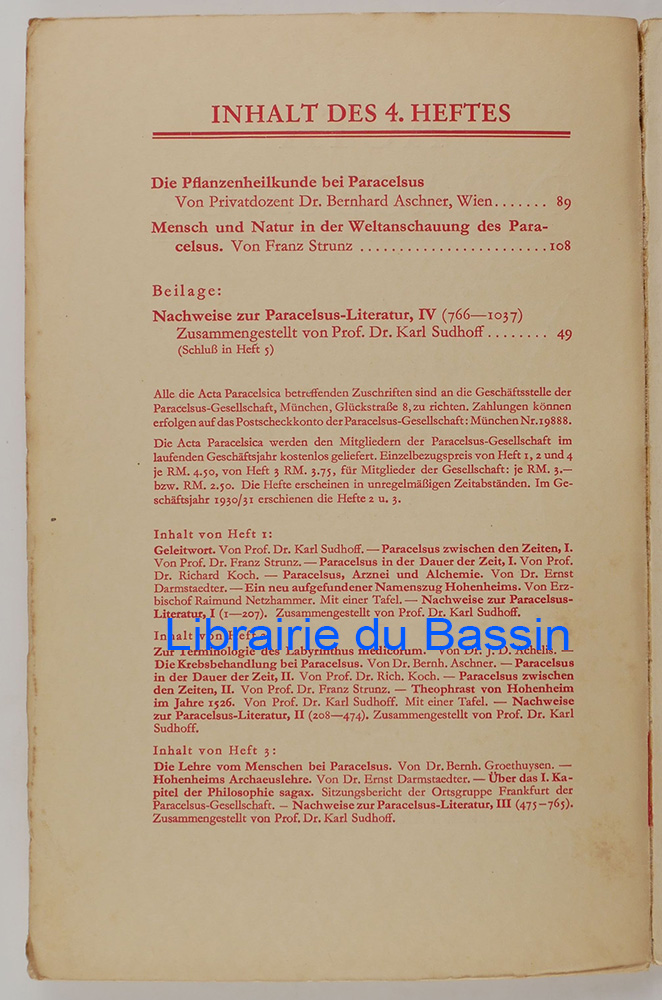 INHALT DES 4. HEFTES
Die Pflanzenheilkunde bei Paracelsus
Von Privatdozent Dr. Bernhard Aschner, Wien....... 89
Mensch und Natur in der Weltanschauung des Para-
celsus. Von Franz Strunz ........................ 108
Beilage:
Nachweise zur Paracelsus-Literatur, IV (766—1037)
Zusammengestellt von Prof. Dr. Karl Sudhoff ........ 49
(Schluß in Heft 5)
Alle die Acta Paracelsica betreffenden Zuschriften sind an die Geschäftsstelle der
Paracelsus-Gesellschaft, München, Glückstraße 8, zu richten. Zahlungen können
erfolgen auf das Postscheckkonto der Paracelsus-Gesellschaft: München Nr. 19888.
Die Acta Paracelsica werden den Mitgliedern der Paracelsus-Gesellschaft im
laufenden Geschäftsjahr kostenlos geliefert. Einzelbezugspreis von Heft 1, 2 und 4
je RM. 4.50, von Heft 3 RM. 3.75, für Mitglieder der Gesellschaft: je RM. 3.—
bzw. RM. 2.50. Die Hefte erscheinen in unregelmäßigen Zeitabständen. Im Ge-
schäftsjahr 1930/31 erschienen die Hefte 2 u. 3.
Inhalt von Heft 1:
Geleitwort. Von Prof. Dr. Karl Sudhoff. — Paracelsus zwischen den Zeiten, I.
Von Prof. Dr. Franz Strunz. — Paracelsus in der Dauer der Zeit, I. Von Prof.
Dr. Richard Koch. — Paracelsus, Arznei und Alchemie. Von Dr. Ernst
Darmstaedter. — Ein neu aufgefundener Namenszug Hohenheims. Von Erz-
bischof Raimund Netzhammer. Mit einer Tafel. — Nachweise zur Paracelsus-
Literatur, I (1—207). Zusammengestellt von Prof. Dr. Karl Sudhoff.
Librairie du Bassin
Inhalt von Heft 2:
Zur Terminologie des Labyrinthus medicorum. Von Dr. J. D. Achelis. —
Die Krebsbehandlung bei Paracelsus. Von Dr. Bernh. Aschner. — Paracelsus
in der Dauer der Zeit, II. Von Prof. Dr. Rich. Koch. — Paracelsus zwischen
den Zeiten, II. Von Prof. Dr. Franz Strunz. — Theophrast von Hohenheim
im Jahre 1526. Von Prof. Dr. Karl Sudhoff. Mit einer Tafel. — Nachweise
zur Paracelsus-Literatur, II (208—474). Zusammengestellt von Prof. Dr. Karl
Sudhoff.
Inhalt von Heft 3:
Die Lehre vom Menschen bei Paracelsus. Von Dr. Bernh. Groethuysen. —
Hohenheims Archaeuslehre. Von Dr. Ernst Darmstaedter. — Über das I. Ka-
pitel der Philosophie sagax. Sitzungsbericht der Ortsgruppe Frankfurt der
Paracelsus-Gesellschaft. — Nachweise zur Paracelsus-Literatur, III (475—765).
Zusammengestellt von Prof. Dr. Karl Sudhoff.